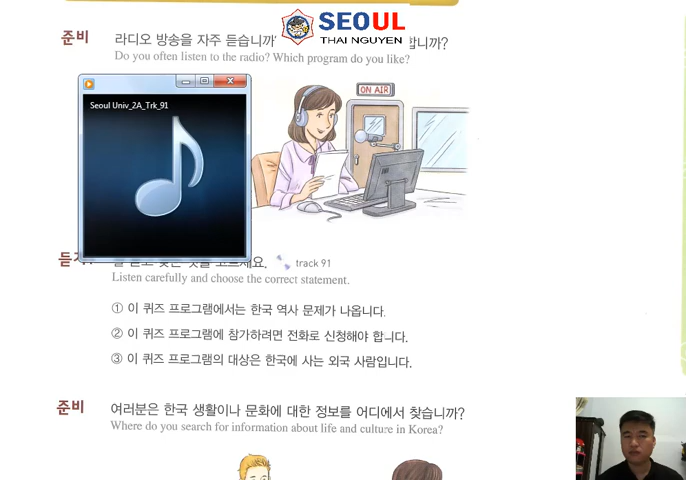 SEOUL
THAI NGUYEN
준비
라디오 방송을 자주 듣습니까
합니까?
Do you often listen to the radio? Which program do you like?
Seoul Univ_2A_Trk_91
ON AIR
고르세요.
track 91
Listen carefully and choose the correct statement.
① 이 퀴즈 프로그램에서는 한국 역사 문제가 나옵니다.
② 이 퀴즈 프로그램에 참가하려면 전화로 신청해야 합니다.
③ 이 퀴즈 프로그램의 대상은 한국에 사는 외국 사람입니다.
준비
여러분은 한국 생활이나 문화에 대한 정보를 어디에서 찾습니까?
Where do you search for information about life and culture in Korea?